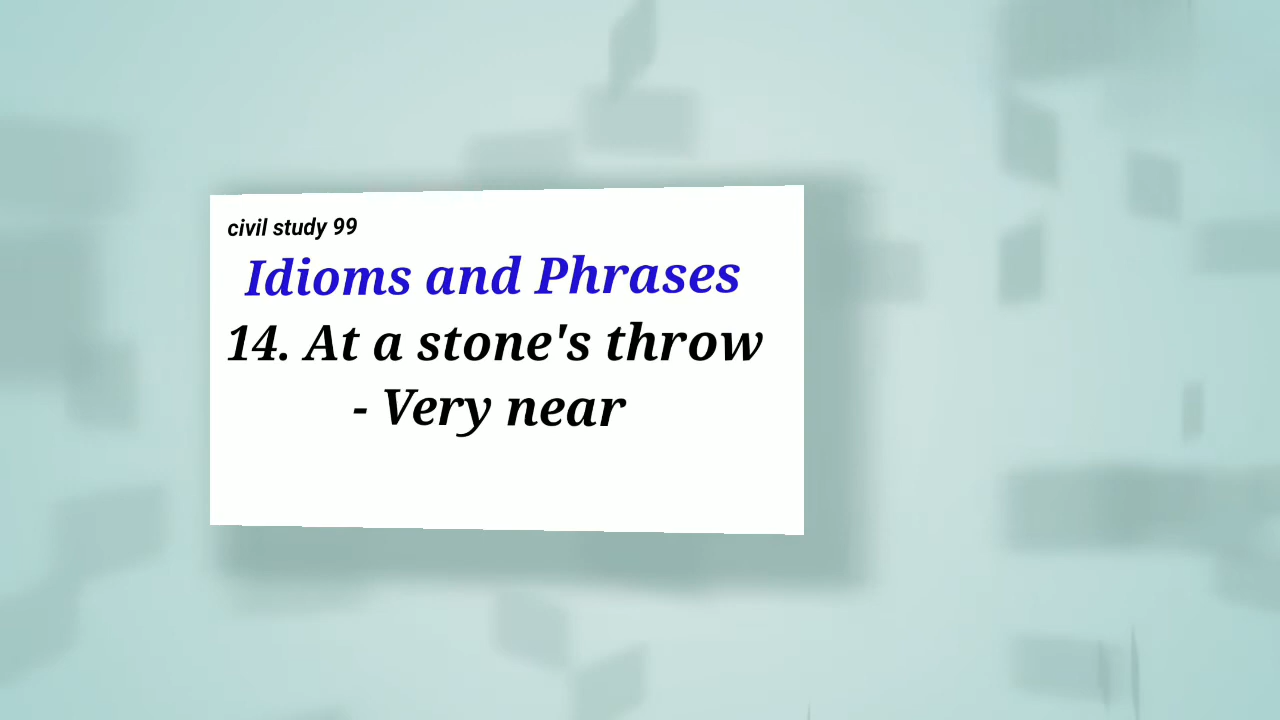 civil study 99
Idioms and Phrases
14. At a stone's throw
- Very near